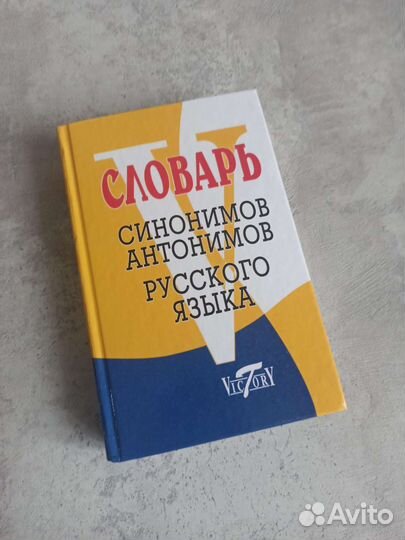 СЛОВАРЬ
СИНОНИМОВ
АНТОНИМОВ
РУССКОГО
ЯЗЫКА
VICTORY
Avito